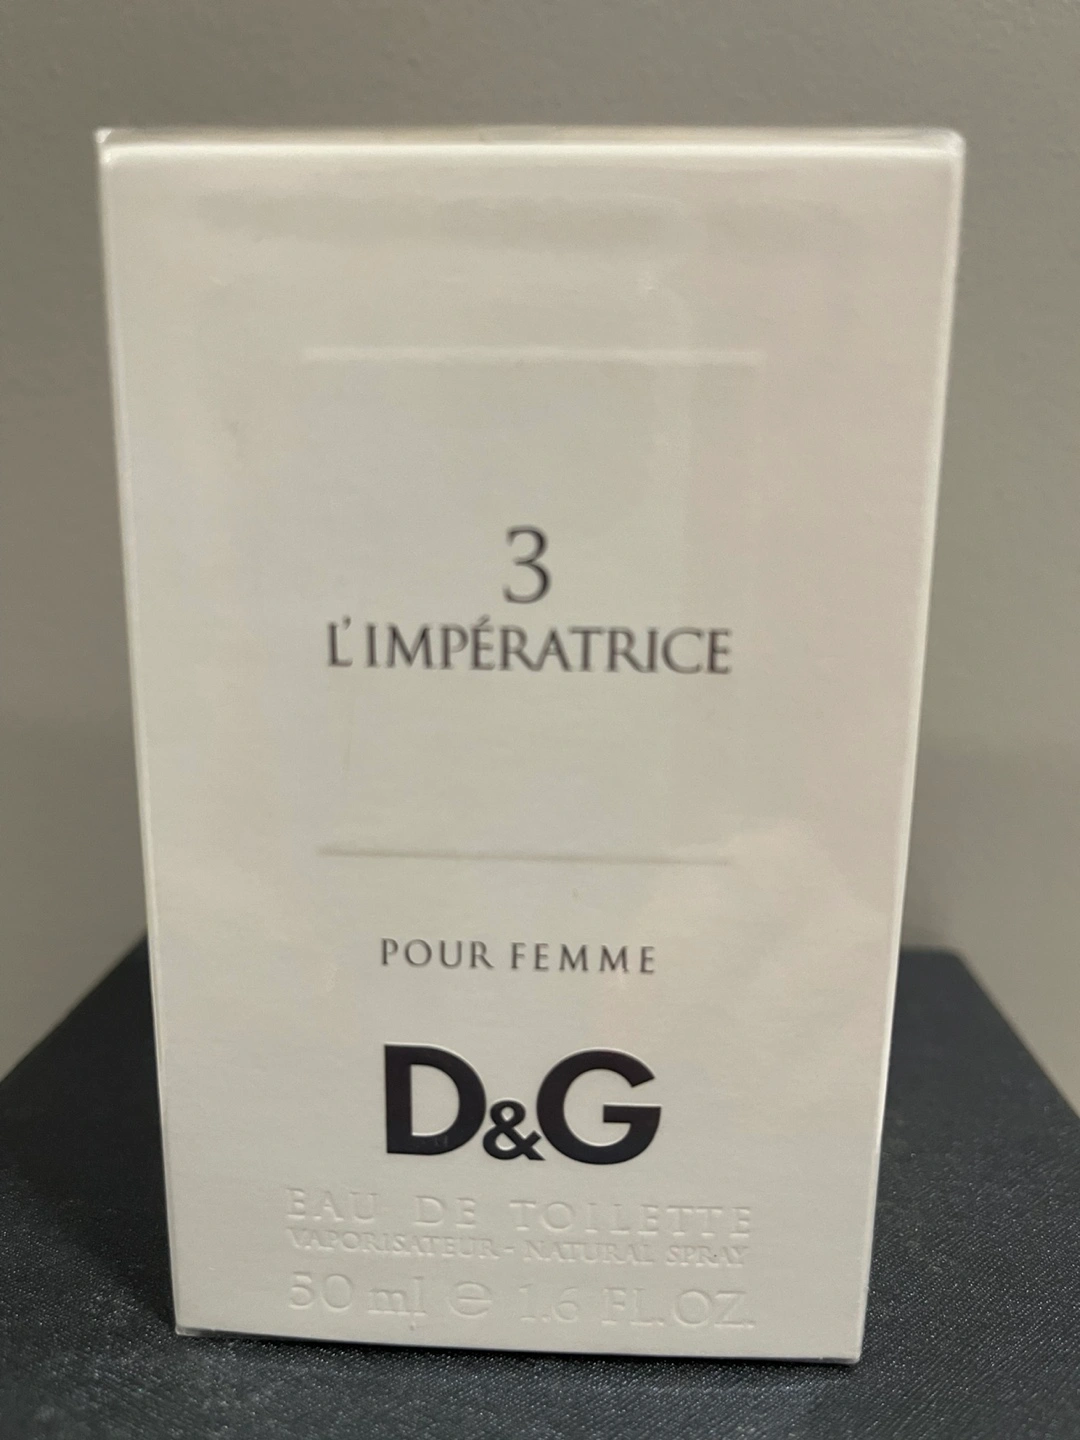 3
L'IMPÉRATRICE
POUR FEMME
D&G
EAU DE TOILETTE
VAPORISATEUR - NATURAL SPRAY
50 ml e 1.6 FL.OZ.